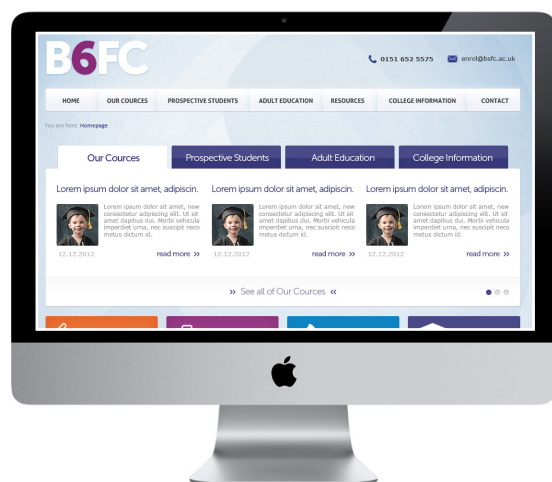 B6FC
0151 652 5575 enrol@bsfc.ac.uk
HOME OUR COURCES PROSPECTIVE STUDENTS ADULT EDUCATION RESOURCES COLLEGE INFORMATION CONTACT
You are here: Homepage
Our Cources Prospective Students Adult Education College Information
Lorem ipsum dolor sit amet, adipiscin. Lorem ipsum dolor sit amet, adipiscin. Lorem ipsum dolor sit amet, adipiscin.
Lorem ipsum dolor sit amet, new
consectetur adipiscing elit. Ut sit
amet dapibus dui. Morbi vehicula
imperdiet urna, nec suscipit neco
metus dictum id.
12.12.2012 read more »
Lorem ipsum dolor sit amet, new
consectetur adipiscing elit. Ut sit
amet dapibus dui. Morbi vehicula
imperdiet urna, nec suscipit neco
metus dictum id.
12.12.2012 read more »
Lorem ipsum dolor sit amet, new
consectetur adipiscing elit. Ut sit
amet dapibus dui. Morbi vehicula
imperdiet urna, nec suscipit neco
metus dictum id.
12.12.2012 read more »
» See all of Our Cources «